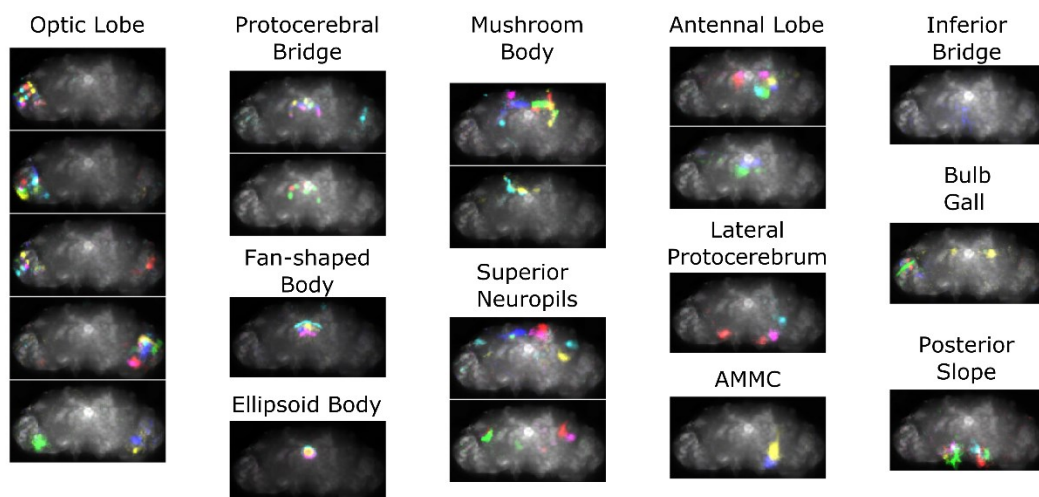 Optic Lobe
Protocerebral
Bridge
Fan-shaped
Body
Ellipsoid Body
Mushroom
Body
Superior
Neuropils
Antennal Lobe
Lateral
Protocerebrum
AMMC
Inferior
Bridge
Bulb
Gall
Posterior
Slope